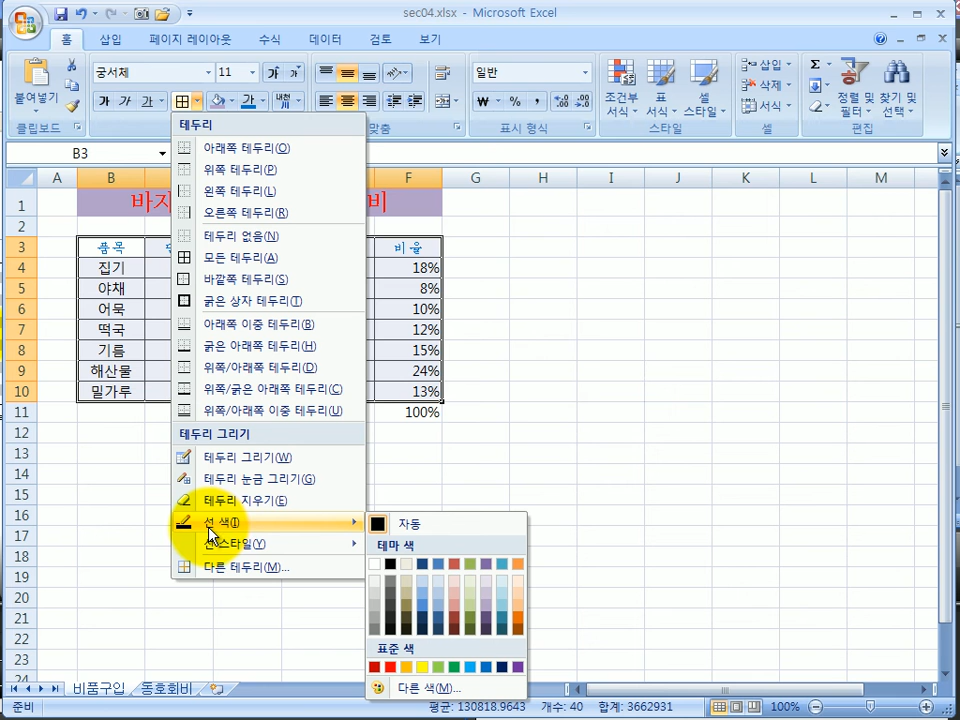 sec04.xlsx - Microsoft Excel
홈 삽입 페이지 레이아웃 수식 데이터 검토 보기
붙여넣기
클립보드
궁서체 11
가 가 가
맞춤
일반
표시 형식
조건부 서식
표 서식
셀 스타일
스타일
삽입
삭제
서식
셀
정렬 및 필터
찾기 및 선택
편집
B3
A B F G H I J K L M
1 바지
비
2
3 품목 비율
4 집기 18%
5 야채 8%
6 어묵 10%
7 떡국 12%
8 기름 15%
9 해산물 24%
10 밀가루 13%
11 100%
12
13
14
15
16
17
18
19
20
21
22
23
24
테두리
아래쪽 테두리(O)
위쪽 테두리(P)
왼쪽 테두리(L)
오른쪽 테두리(R)
테두리 없음(N)
모든 테두리(A)
바깥쪽 테두리(S)
굵은 상자 테두리(T)
아래쪽 이중 테두리(B)
굵은 아래쪽 테두리(H)
위쪽/아래쪽 테두리(D)
위쪽/굵은 아래쪽 테두리(C)
위쪽/아래쪽 이중 테두리(U)
테두리 그리기
테두리 그리기(W)
테두리 눈금 그리기(G)
테두리 지우기(E)
선 색(I)
선 스타일(Y)
다른 테두리(M)...
자동
테마 색
표준 색
다른 색(M)...
비품구입 동호회비
준비 평균: 130818.9643 개수: 40 합계: 3662931 100%